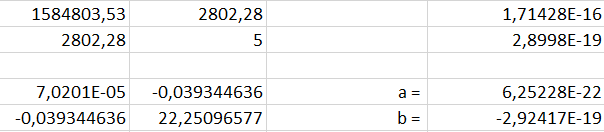 1584803,53 2802,28 1,71428E-16
2802,28 5 2,8998E-19
7,0201E-05 -0,039344636 a = 6,25228E-22
-0,039344636 22,25096577 b = -2,92417E-19